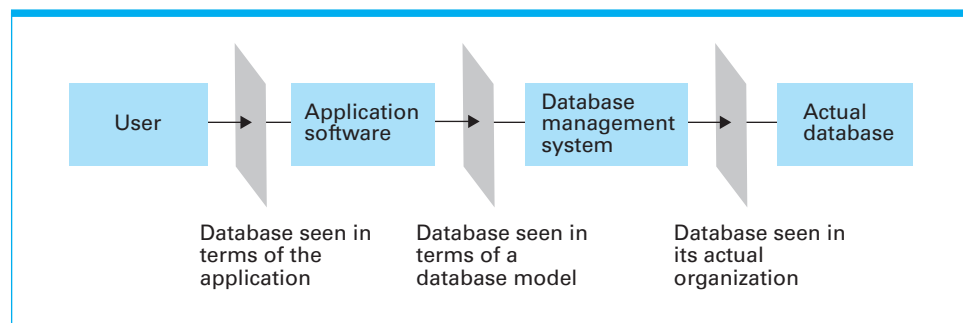 User
Application
software
Database
management
system
Actual
database
Database seen in
terms of the
application
Database seen in
terms of a
database model
Database seen in
its actual
organization